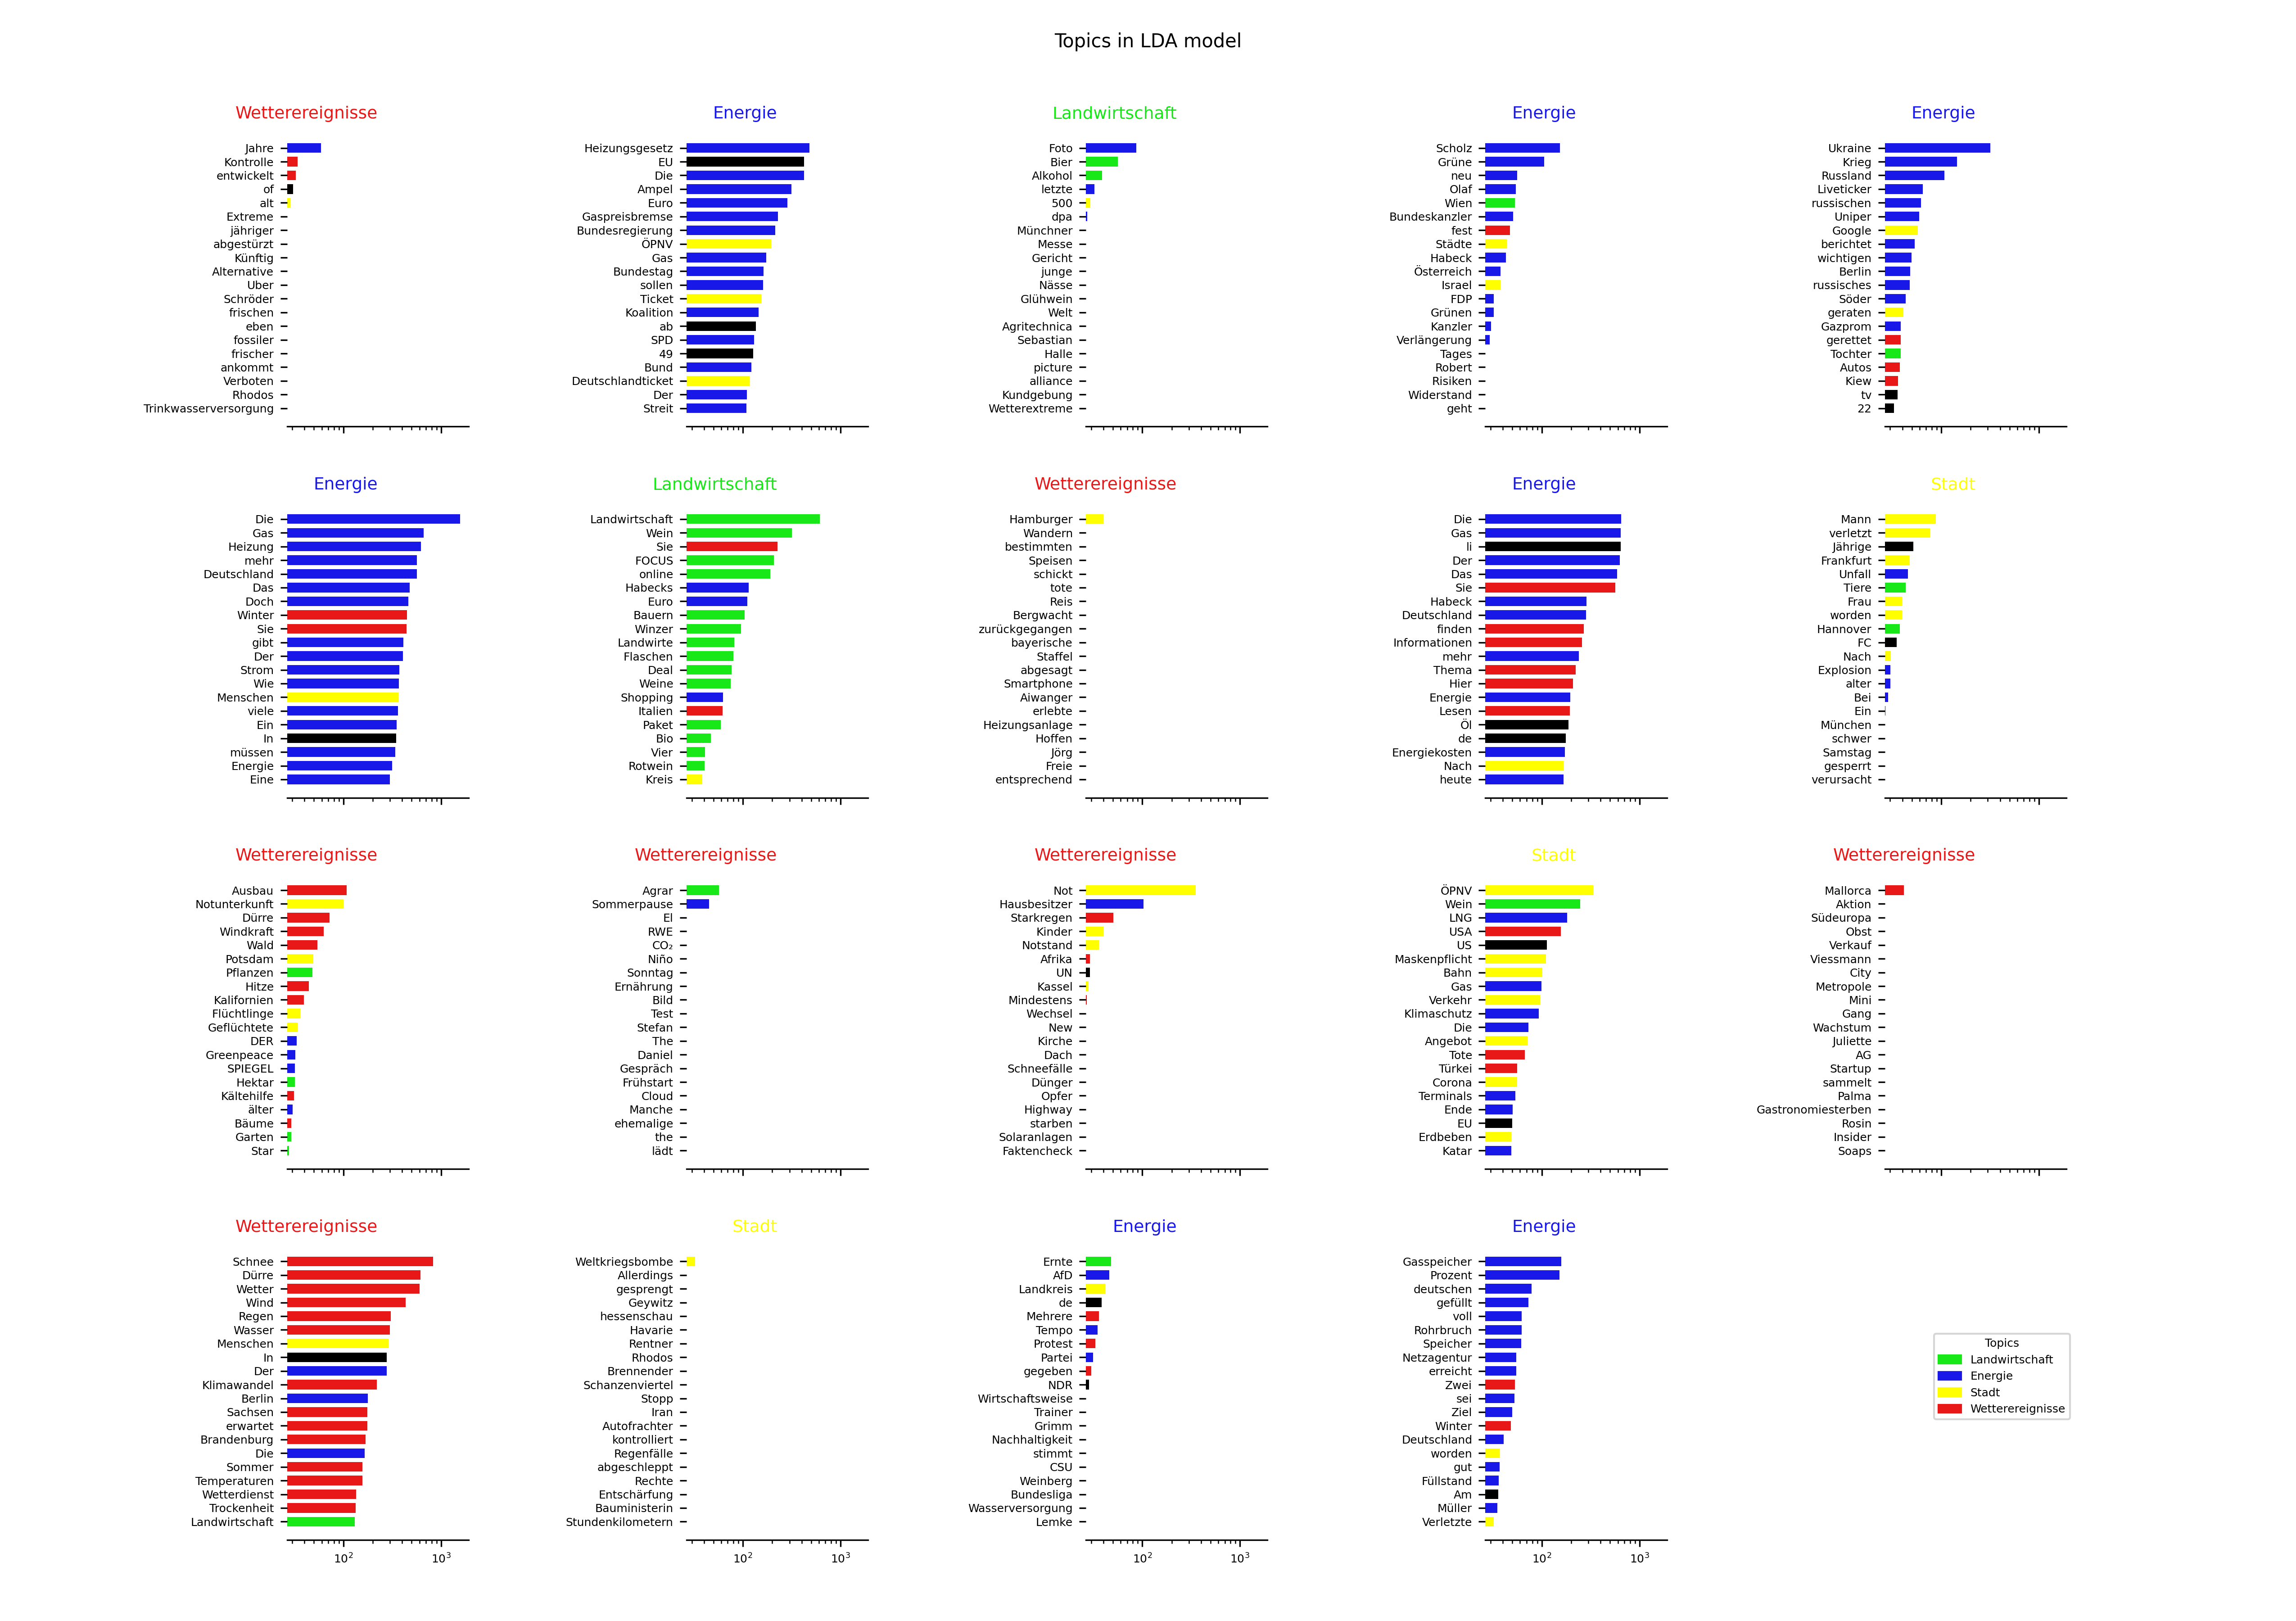 Topics in LDA model
Wetterereignisse
Jahre
Kontrolle
entwickelt
of
alt
Extreme
jähriger
abgestürzt
Künftig
Alternative
Uber
Schröder
frischen
eben
fossiler
frischer
ankommt
Verboten
Rhodos
Trinkwasserversorgung
Energie
Heizungsgesetz
EU
Die
Ampel
Euro
Gaspreisbremse
Bundesregierung
ÖPNV
Gas
Bundestag
sollen
Ticket
Koalition
ab
SPD
49
Bund
Deutschlandticket
Der
Streit
Landwirtschaft
Foto
Bier
Alkohol
letzte
500
dpa
Münchner
Messe
Gericht
junge
Nässe
Glühwein
Welt
Agritechnica
Sebastian
Halle
picture
alliance
Kundgebung
Wetterextreme
Energie
Scholz
Grüne
neu
Olaf
Wien
Bundeskanzler
fest
Städte
Habeck
Österreich
Israel
FDP
Grünen
Kanzler
Verlängerung
Tages
Robert
Risiken
Widerstand
geht
Energie
Ukraine
Krieg
Russland
Liveticker
russischen
Uniper
Google
berichtet
wichtigen
Berlin
russisches
Söder
geraten
Gazprom
gerettet
Tochter
Autos
Kiew
tv
22
Energie
Die
Gas
Heizung
mehr
Deutschland
Das
Doch
Winter
Sie
gibt
Der
Strom
Wie
Menschen
viele
Ein
In
müssen
Energie
Eine
Landwirtschaft
Landwirtschaft
Wein
Sie
FOCUS
online
Habecks
Euro
Bauern
Winzer
Landwirte
Flaschen
Deal
Weine
Shopping
Italien
Paket
Bio
Vier
Rotwein
Kreis
Wetterereignisse
Hamburger
Wandern
bestimmten
Speisen
schickt
tote
Reis
Bergwacht
zurückgegangen
bayerische
Staffel
abgesagt
Smartphone
Aiwanger
erlebte
Heizungsanlage
Hoffen
Jörg
Freie
entsprechend
Energie
Die
Gas
li
Der
Das
Sie
Habeck
Deutschland
finden
Informationen
mehr
Thema
Hier
Energie
Lesen
Öl
de
Energiekosten
Nach
heute
Stadt
Mann
verletzt
Jährige
Frankfurt
Unfall
Tiere
Frau
worden
Hannover
FC
Nach
Explosion
alter
Bei
Ein
München
schwer
Samstag
gesperrt
verursacht
Wetterereignisse
Ausbau
Notunterkunft
Dürre
Windkraft
Wald
Potsdam
Pflanzen
Hitze
Kalifornien
Flüchtlinge
Geflüchtete
DER
Greenpeace
SPIEGEL
Hektar
Kältehilfe
älter
Bäume
Garten
Star
Wetterereignisse
Agrar
Sommerpause
El
RWE
CO₂
Niño
Sonntag
Ernährung
Bild
Test
Stefan
The
Daniel
Gespräch
Frühstart
Cloud
Manche
ehemalige
the
lädt
Wetterereignisse
Not
Hausbesitzer
Starkregen
Kinder
Notstand
Afrika
UN
Kassel
Mindestens
Wechsel
New
Kirche
Dach
Schneefälle
Dünger
Opfer
Highway
starben
Solaranlagen
Faktencheck
Stadt
ÖPNV
Wein
LNG
USA
US
Maskenpflicht
Bahn
Gas
Verkehr
Klimaschutz
Die
Angebot
Tote
Türkei
Corona
Terminals
Ende
EU
Erdbeben
Katar
Wetterereignisse
Mallorca
Aktion
Südeuropa
Obst
Verkauf
Viessmann
City
Metropole
Mini
Gang
Wachstum
Juliette
AG
Startup
sammelt
Palma
Gastronomiesterben
Rosin
Insider
Soaps
Wetterereignisse
Schnee
Dürre
Wetter
Wind
Regen
Wasser
Menschen
In
Der
Klimawandel
Berlin
Sachsen
erwartet
Brandenburg
Die
Sommer
Temperaturen
Wetterdienst
Trockenheit
Landwirtschaft
10² 10³
Stadt
Weltkriegsbombe
Allerdings
gesprengt
Geywitz
hessenschau
Havarie
Rentner
Rhodos
Brennender
Schanzenviertel
Stopp
Iran
Autofrachter
kontrolliert
Regenfälle
abgeschleppt
Rechte
Entschärfung
Bauministerin
Stundenkilometern
10² 10³
Energie
Ernte
AfD
Landkreis
de
Mehrere
Tempo
Protest
Partei
gegeben
NDR
Wirtschaftsweise
Trainer
Grimm
Nachhaltigkeit
stimmt
CSU
Weinberg
Bundesliga
Wasserversorgung
Lemke
10² 10³
Energie
Gasspeicher
Prozent
deutschen
gefüllt
voll
Rohrbruch
Speicher
Netzagentur
erreicht
Zwei
sei
Ziel
Winter
Deutschland
worden
gut
Füllstand
Am
Müller
Verletzte
10² 10³
Topics
Landwirtschaft
Energie
Stadt
Wetterereignisse